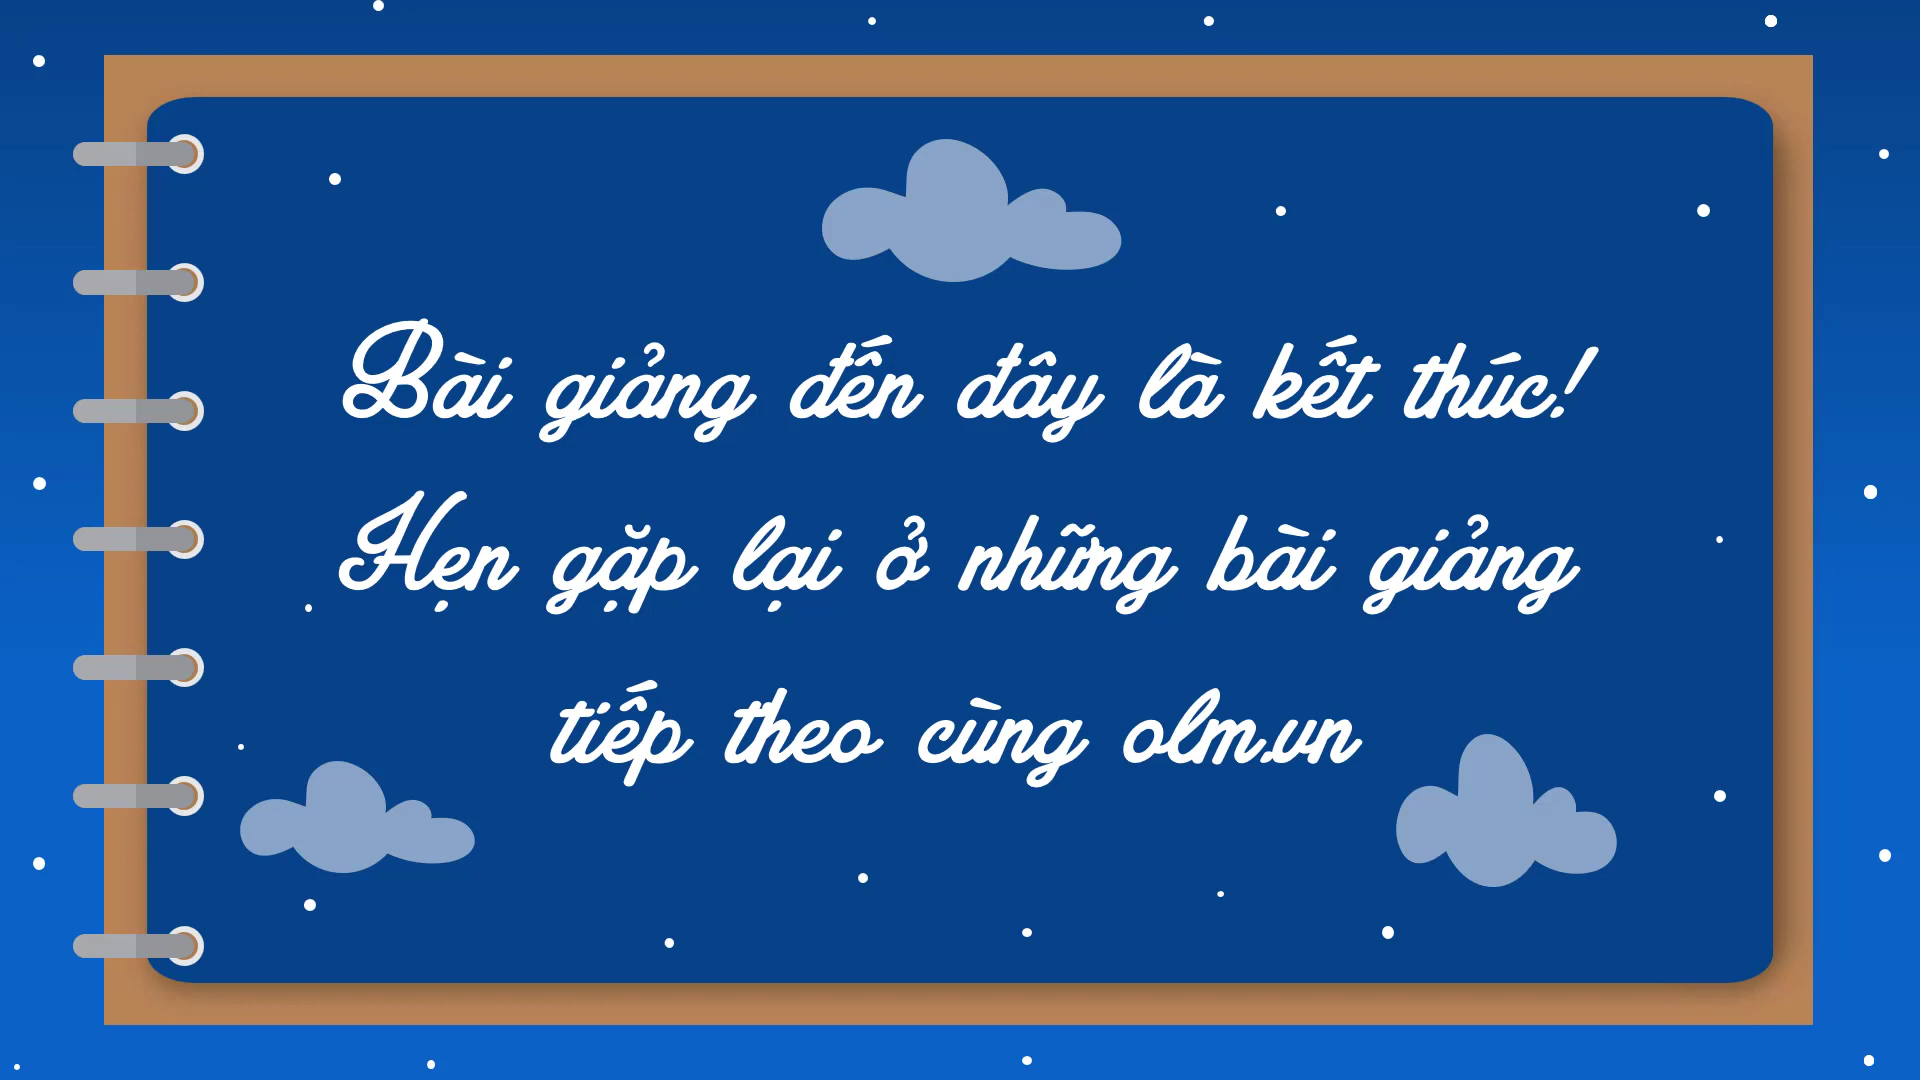 Bài giảng đến đây là kết thúc!
Hẹn gặp lại ở những bài giảng
tiếp theo cùng olm.vn